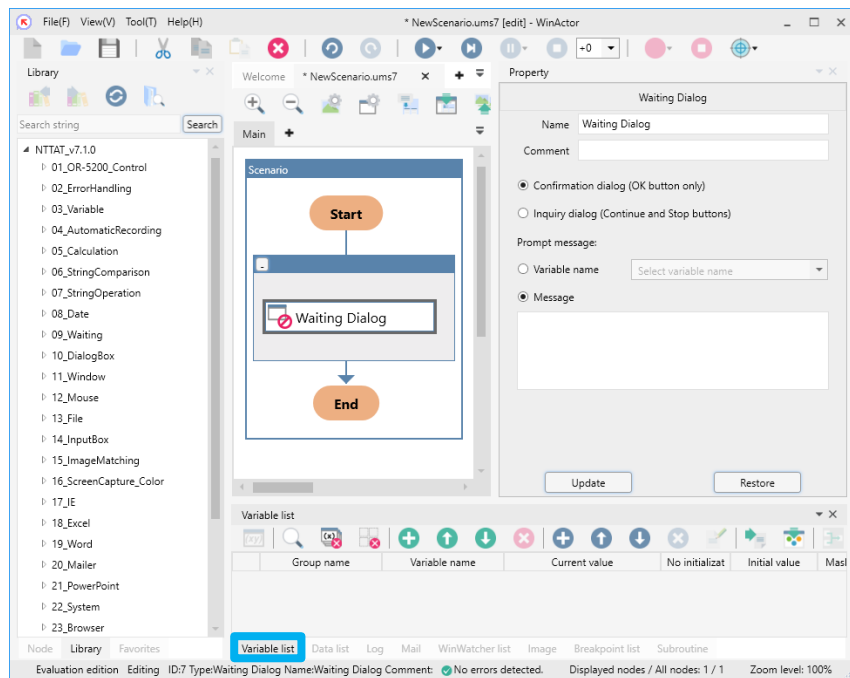 File(F) View(V) Tool(T) Help(H)
* NewScenario.ums7 [edit] - WinActor
+0
Library
Search string
Search
NTTAT_v7.1.0
01_OR-5200_Control
02_ErrorHandling
03_Variable
04_AutomaticRecording
05_Calculation
06_StringComparison
07_StringOperation
08_Date
09_Waiting
10_DialogBox
11_Window
12_Mouse
13_File
14_InputBox
15_ImageMatching
16_ScreenCapture_Color
17_IE
18_Excel
19_Word
20_Mailer
21_PowerPoint
22_System
23_Browser
Node Library Favorites
Welcome * NewScenario.ums7
Main
Scenario
Start
Waiting Dialog
End
Property
Waiting Dialog
Name Waiting Dialog
Comment
Confirmation dialog (OK button only)
Inquiry dialog (Continue and Stop buttons)
Prompt message:
Variable name Select variable name
Message
Update Restore
Variable list
Group name Variable name Current value No initializat Initial value Masl
Variable list Data list Log Mail WinWatcher list Image Breakpoint list Subroutine
Evaluation edition Editing ID:7 Type:Waiting Dialog Name:Waiting Dialog Comment: No errors detected. Displayed nodes / All nodes: 1 / 1 Zoom level: 100%